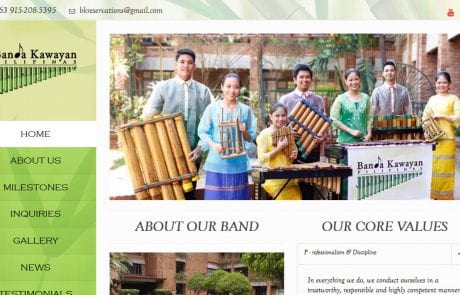 63 915-208-5395 bkreservations@gmail.com
Banda Kawayan
PILIPINAS
HOME
ABOUT US
MILESTONES
INQUIRIES
GALLERY
NEWS
TESTIMONIALS
Banda Kawayan
PILIPINAS
ABOUT OUR BAND
OUR CORE VALUES
P - rofessionalism & Discipline
In everything we do, we conduct ourselves in a
trustworthy, responsible and highly competent manner